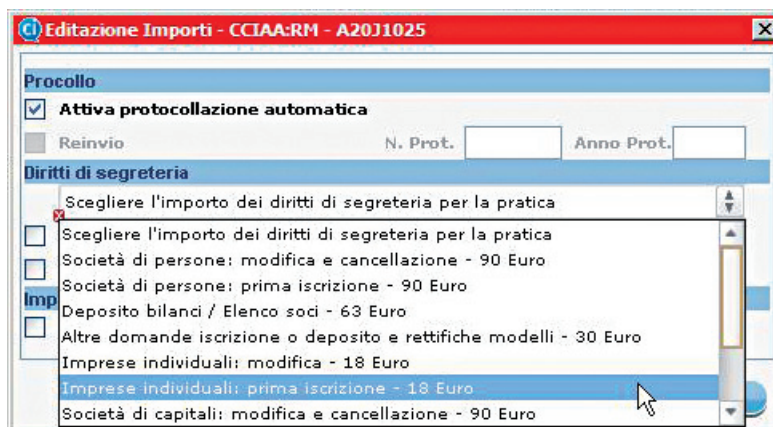 Ci Editazione Importi - CCIAA:RM - A20J1025
Procollo
Attiva protocollazione automatica
Reinvio N. Prot. Anno Prot.
Diritti di segreteria
Scegliere l'importo dei diritti di segreteria per la pratica
Scegliere l'importo dei diritti di segreteria per la pratica
Società di persone: modifica e cancellazione - 90 Euro
Società di persone: prima iscrizione - 90 Euro
Imp
Deposito bilanci / Elenco soci - 63 Euro
Altre domande iscrizione o deposito e rettifiche modelli - 30 Euro
Imprese individuali: modifica - 18 Euro
Imprese individuali: prima iscrizione - 18 Euro
Società di capitali: modifica e cancellazione - 90 Euro